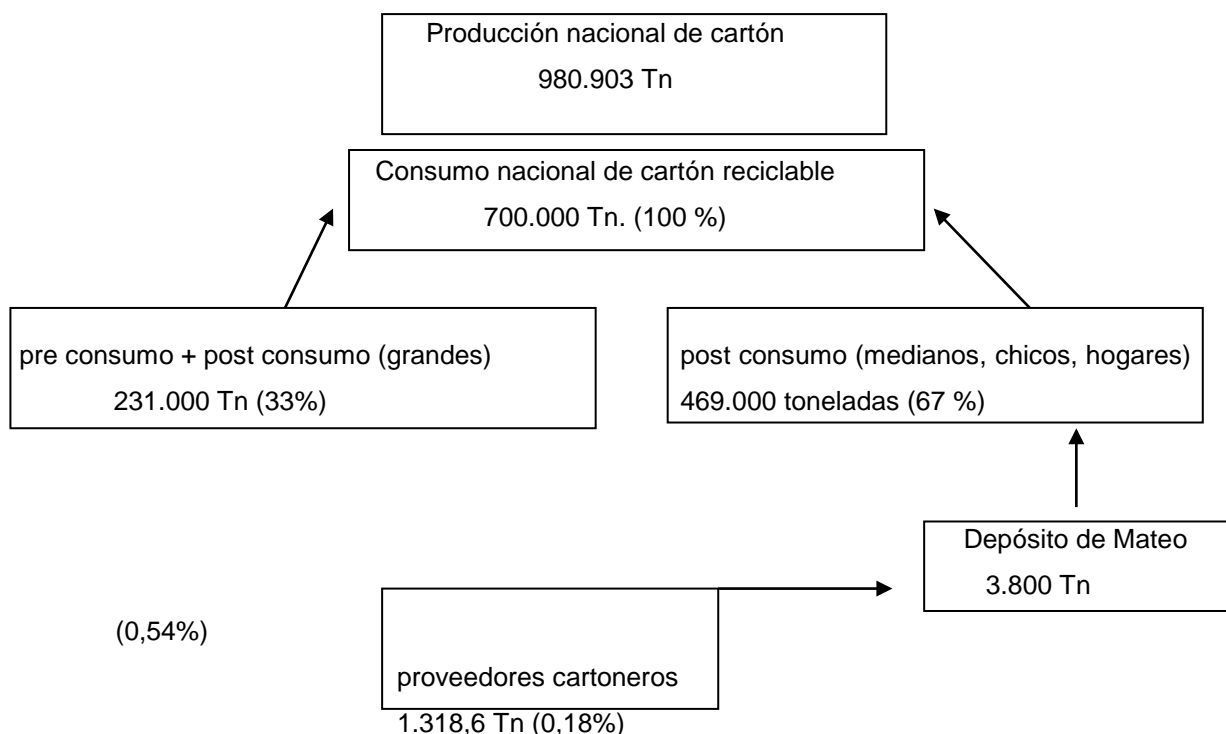 Producción nacional de cartón
980.903 Tn
Consumo nacional de cartón reciclable
700.000 Tn. (100 %)
pre consumo + post consumo (grandes)
231.000 Tn (33%)
post consumo (medianos, chicos, hogares)
469.000 toneladas (67 %)
Depósito de Mateo
3.800 Tn
(0,54%)
proveedores cartoneros
1.318,6 Tn (0,18%)